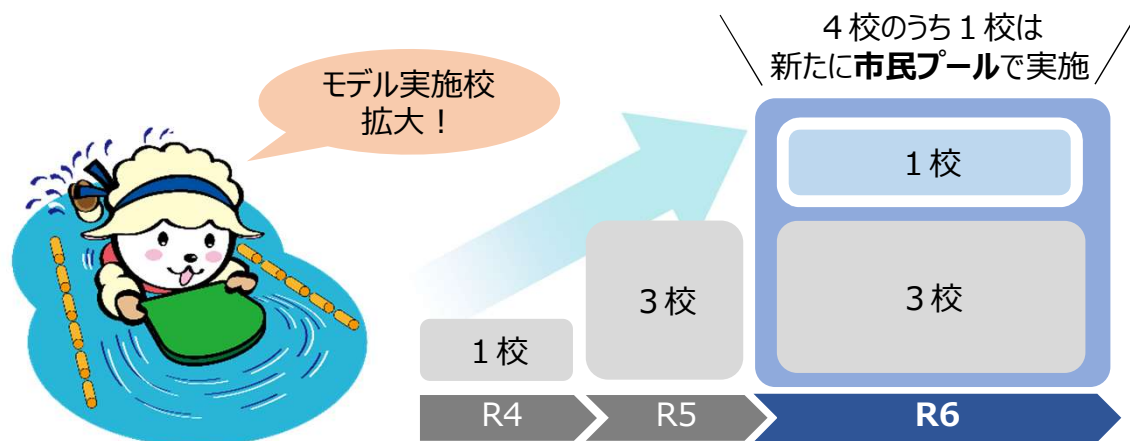 4校のうち1校は
新たに市民プールで実施
モデル実施校
拡大！
1校
3校
1校
3校
R4
R5
R6